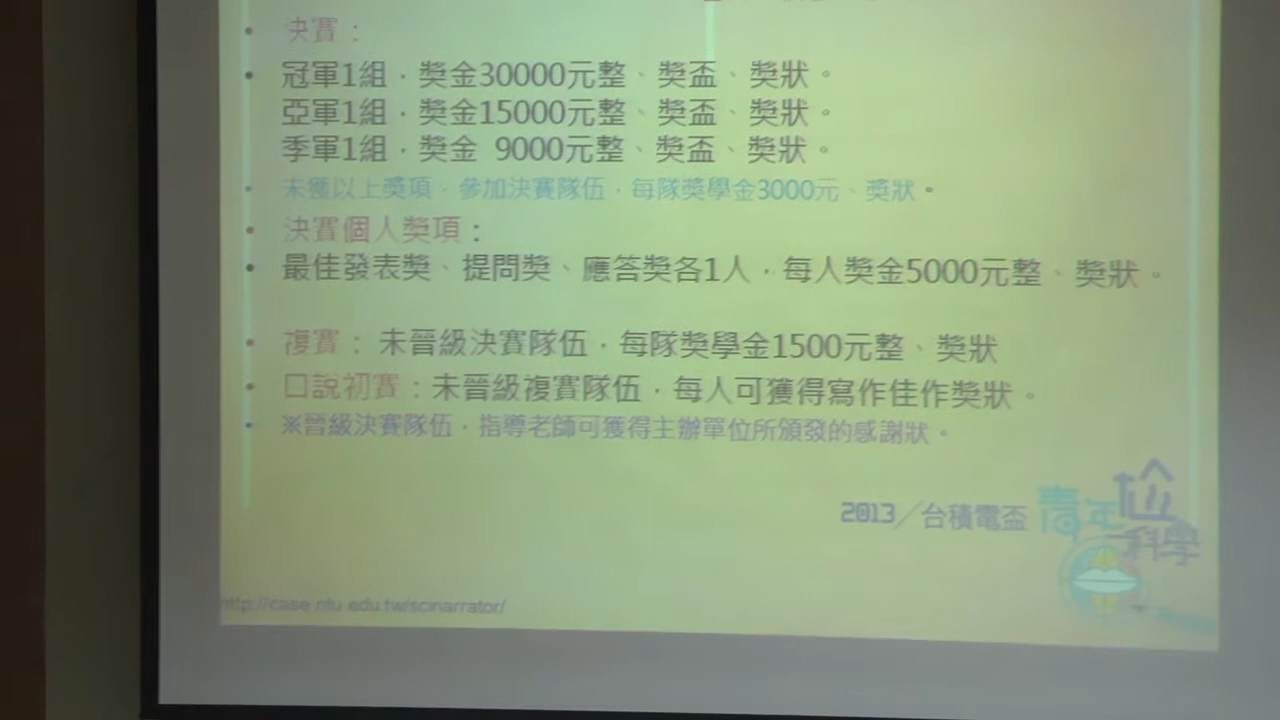 決賽：
冠軍1組，獎金30000元整、獎盃、獎狀。
亞軍1組，獎金15000元整、獎盃、獎狀。
季軍1組，獎金 9000元整、獎盃、獎狀。
未獲以上獎項，參加決賽隊伍，每隊獎學金3000元、獎狀。
決賽個人獎項：
最佳發表獎、提問獎、應答獎各1人，每人獎金5000元整、獎狀。
複賽： 未晉級決賽隊伍，每隊獎學金1500元整、獎狀
口說初賽：未晉級複賽隊伍，每人可獲得寫作佳作獎狀。
※晉級決賽隊伍，指導老師可獲得主辦單位所頒發的感謝狀。
2013／台積電盃 青年尬科學
http://case.ntu.edu.tw/scinarrator/